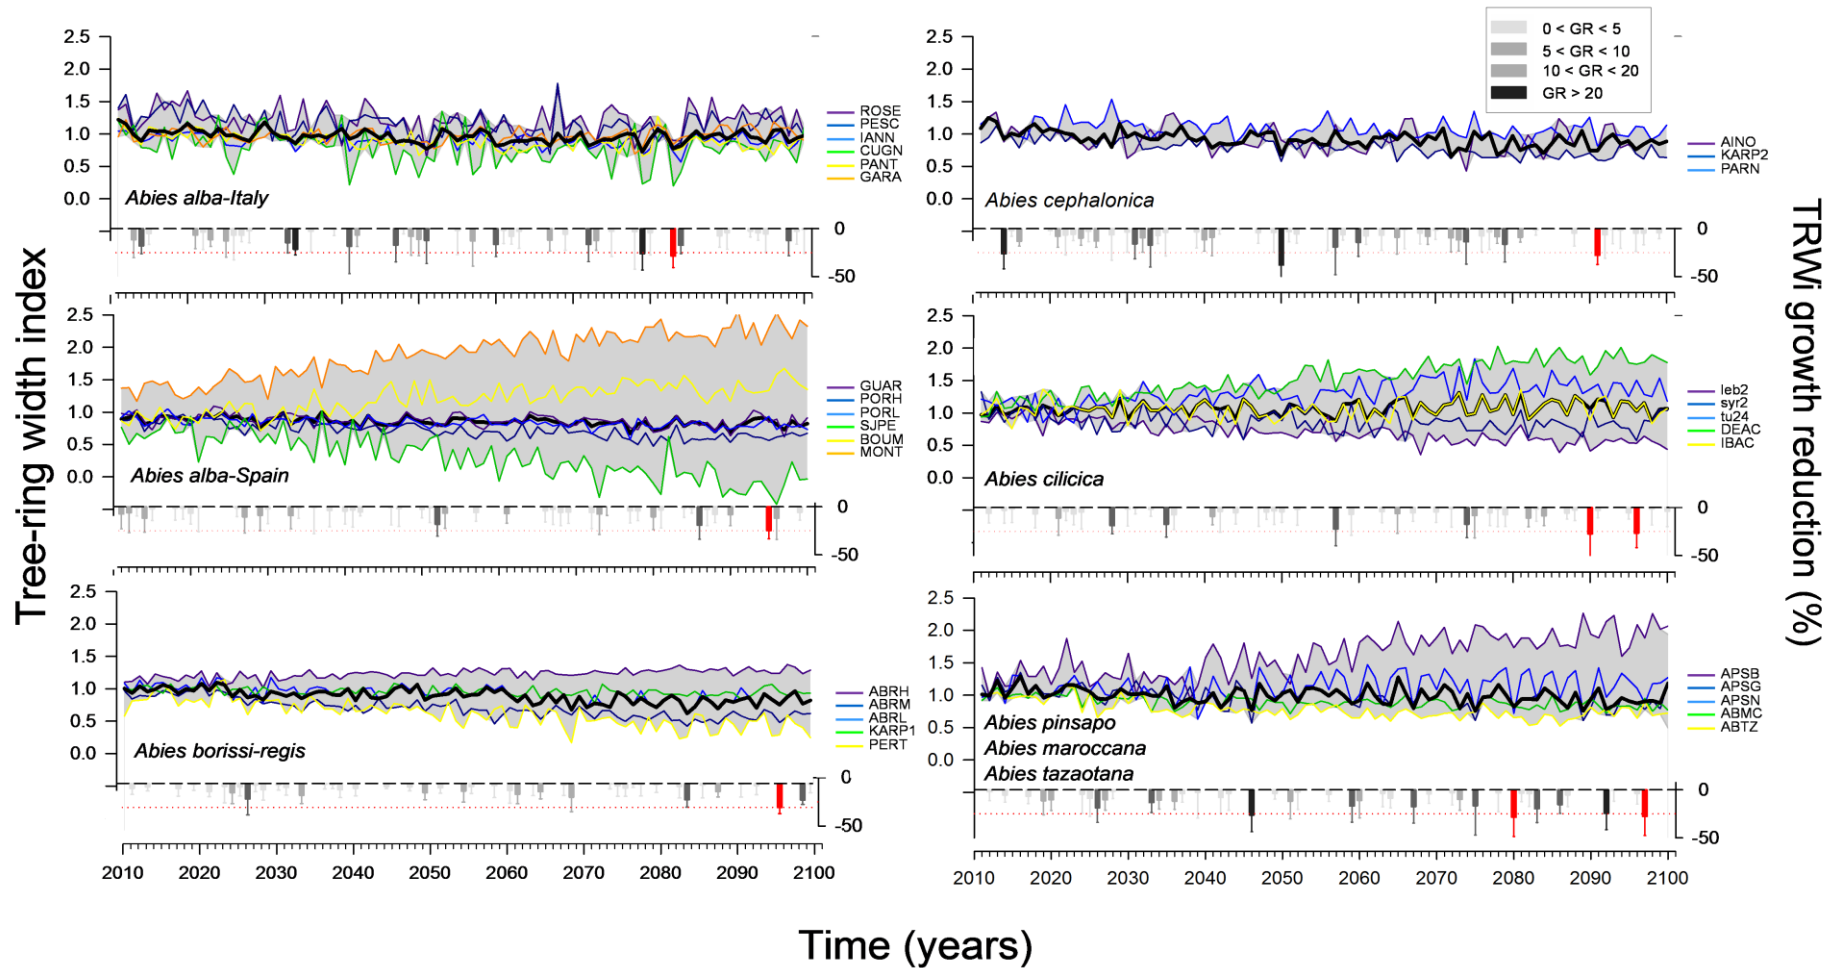 Tree-ring width index
TRWi growth reduction (%)
Time (years)
0 < GR < 5
5 < GR < 10
10 < GR < 20
GR > 20
2.5
2.0
1.5
1.0
0.5
0.0
Abies alba-Italy
ROSE
PESC
IANN
CUGN
PANT
GARA
0
-50
2.5
2.0
1.5
1.0
0.5
0.0
Abies cephalonica
AINO
KARP2
PARN
0
-50
2.5
2.0
1.5
1.0
0.5
0.0
Abies alba-Spain
GUAR
PORH
PORL
SJPE
BOUM
MONT
0
-50
2.5
2.0
1.5
1.0
0.5
0.0
Abies cilicica
leb2
syr2
tu24
DEAC
IBAC
0
-50
2.5
2.0
1.5
1.0
0.5
0.0
Abies borissi-regis
ABRH
ABRM
ABRL
KARP1
PERT
0
-50
2010 2020 2030 2040 2050 2060 2070 2080 2090 2100
2.5
2.0
1.5
1.0
0.5
0.0
Abies pinsapo
Abies maroccana
Abies tazaotana
APSB
APSG
APSN
ABMC
ABTZ
0
-50
2010 2020 2030 2040 2050 2060 2070 2080 2090 2100